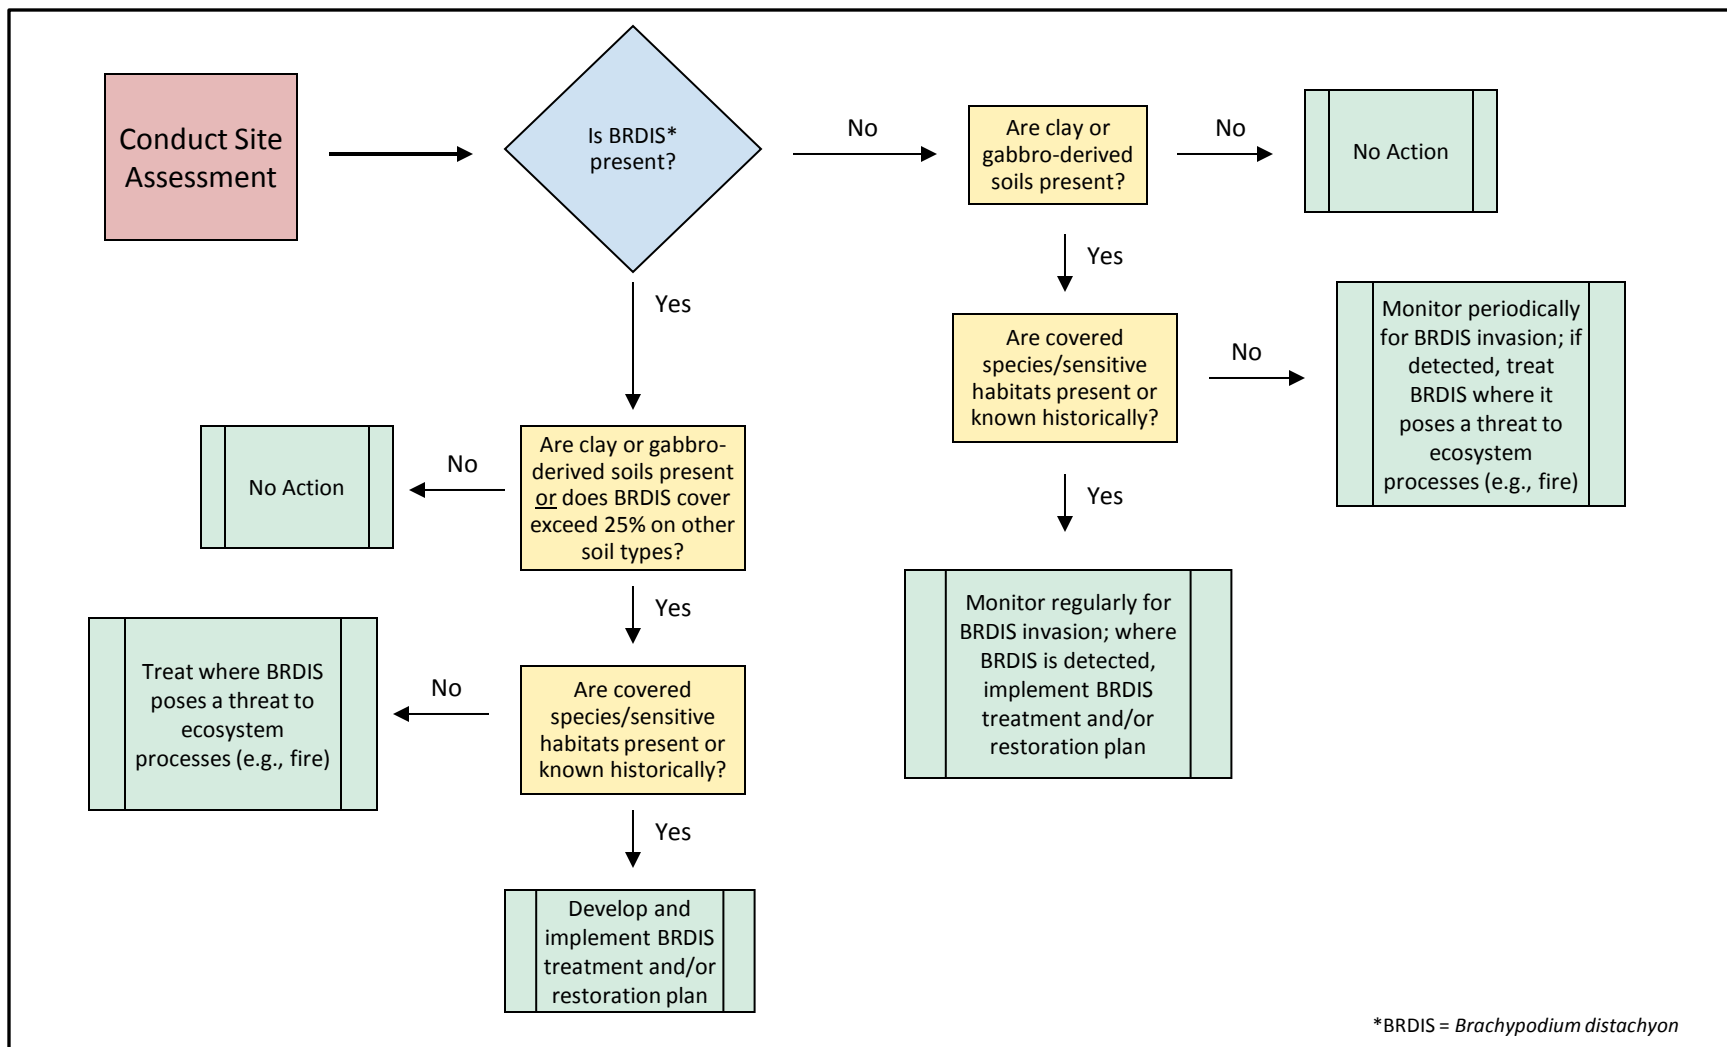 Conduct Site
Assessment
Is BRDIS*
present?
No
Are clay or
gabbro-derived
soils present?
No
No Action
Yes
Are covered
species/sensitive
habitats present or
known historically?
No
Monitor periodically
for BRDIS invasion; if
detected, treat
BRDIS where it
poses a threat to
ecosystem
processes (e.g., fire)
Yes
Monitor regularly for
BRDIS invasion; where
BRDIS is detected,
implement BRDIS
treatment and/or
restoration plan
Yes
Are clay or gabbro-
derived soils present
or does BRDIS cover
exceed 25% on other
soil types?
No
No Action
Yes
Are covered
species/sensitive
habitats present or
known historically?
No
Treat where BRDIS
poses a threat to
ecosystem
processes (e.g., fire)
Yes
Develop and
implement BRDIS
treatment and/or
restoration plan
*BRDIS = Brachypodium distachyon